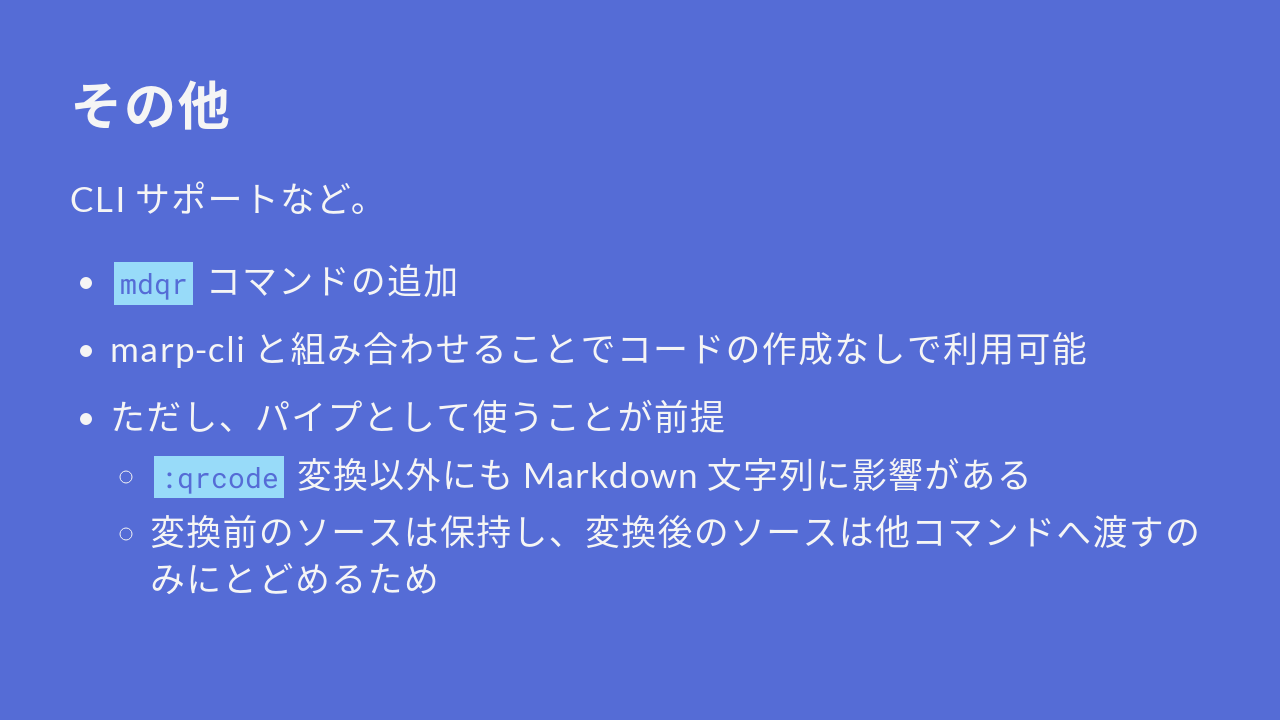 その他
CLI サポートなど。
mdqr コマンドの追加
marp-cli と組み合わせることでコードの作成なしで利用可能
ただし、パイプとして使うことが前提
:qrcode 変換以外にも Markdown 文字列に影響がある
変換前のソースは保持し、変換後のソースは他コマンドへ渡すの
みにとどめるため